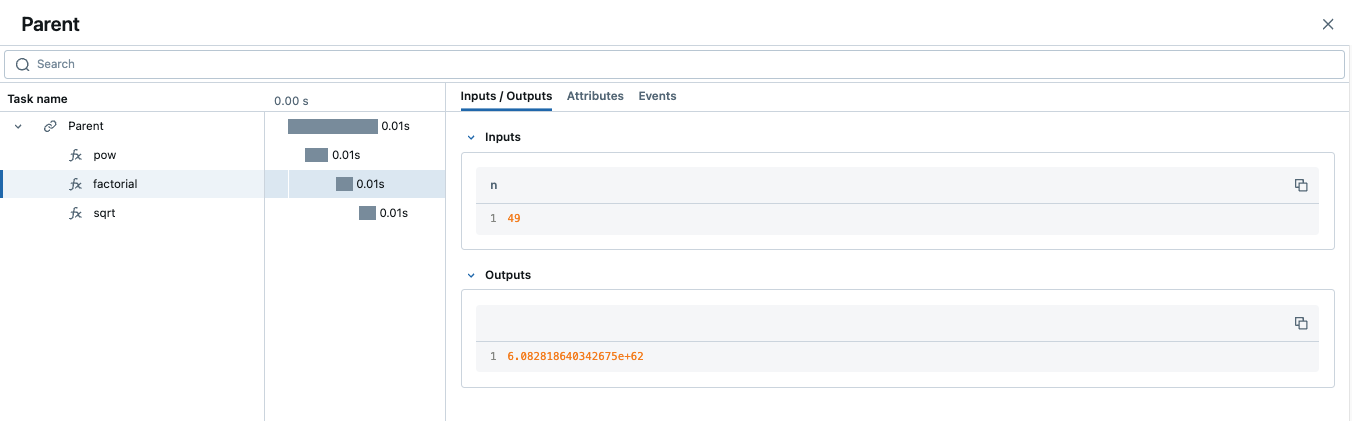 Parent
Search
Task name 0.00 s
Parent 0.01s
pow 0.01s
factorial 0.01s
sqrt 0.01s
Inputs / Outputs Attributes Events
Inputs
n
1 49
Outputs
1 6.082818640342675e+62